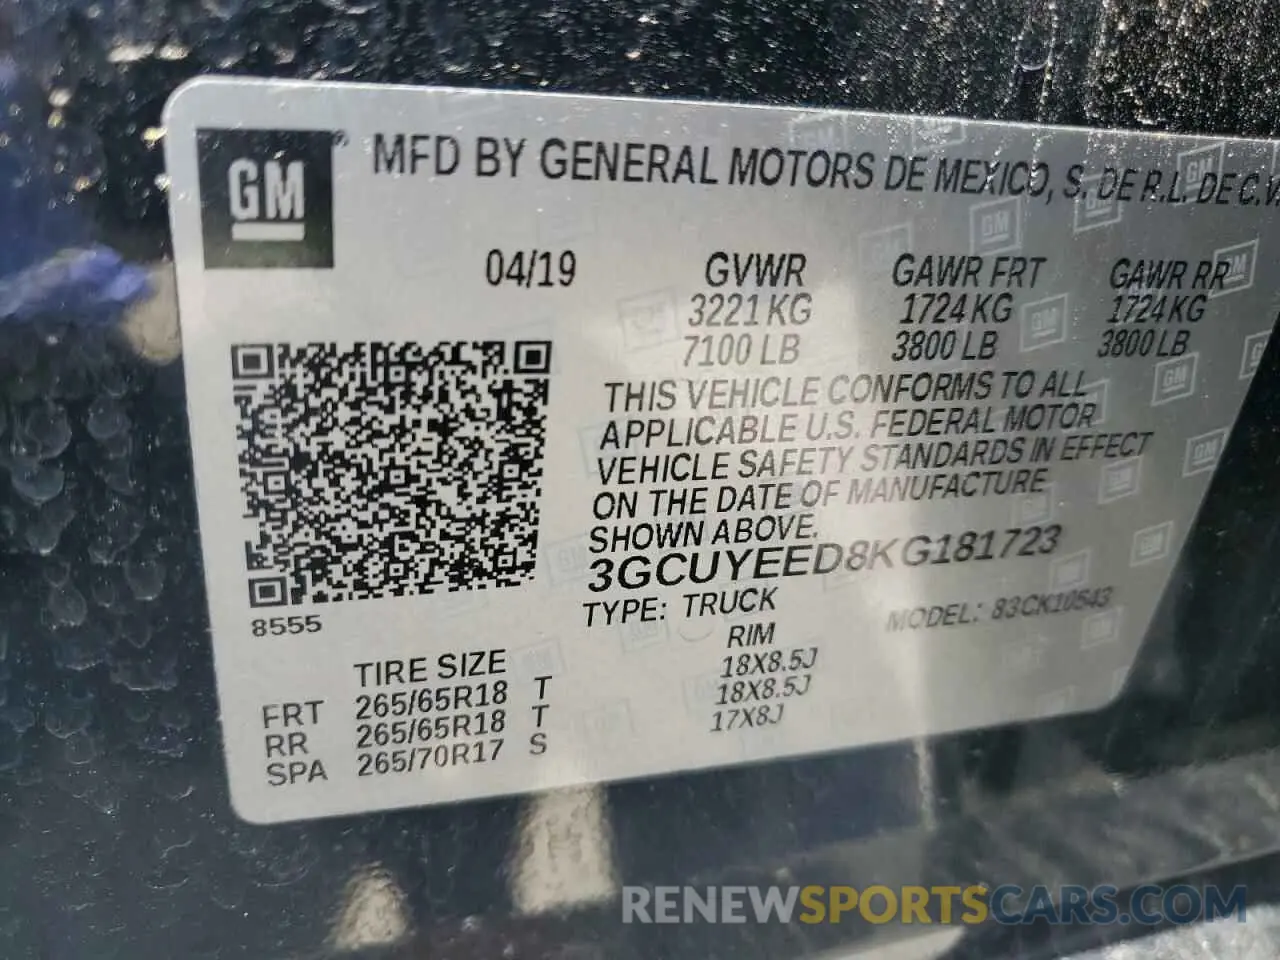 GM® MFD BY GENERAL MOTORS DE MEXICO, S. DE R.L. DE C.V.
04/19
GVWR GAWR FRT GAWR RR
3221 KG 1724 KG 1724 KG
7100 LB 3800 LB 3800 LB
THIS VEHICLE CONFORMS TO ALL
APPLICABLE U.S. FEDERAL MOTOR
VEHICLE SAFETY STANDARDS IN EFFECT
ON THE DATE OF MANUFACTURE
SHOWN ABOVE.
3GCUYEED8KG181723
TYPE: TRUCK MODEL: 83CK10543
8555
TIRE SIZE RIM
FRT 265/65R18 T 18X8.5J
RR 265/65R18 T 18X8.5J
SPA 265/70R17 S 17X8J
RENEWSPORTSCARS.COM